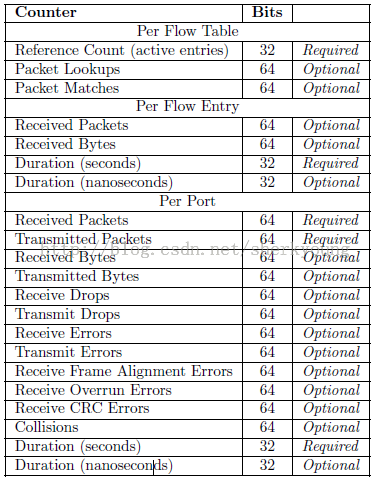 Counter Bits
Per Flow Table
Reference Count (active entries) 32 Required
Packet Lookups 64 Optional
Packet Matches 64 Optional
Per Flow Entry
Received Packets 64 Optional
Received Bytes 64 Optional
Duration (seconds) 32 Required
Duration (nanoseconds) 32 Optional
Per Port
Received Packets 64 Required
Transmitted Packets 64 Required
Received Bytes 64 Optional
Transmitted Bytes 64 Optional
Receive Drops 64 Optional
Transmit Drops 64 Optional
Receive Errors 64 Optional
Transmit Errors 64 Optional
Receive Frame Alignment Errors 64 Optional
Receive Overrun Errors 64 Optional
Receive CRC Errors 64 Optional
Collisions 64 Optional
Duration (seconds) 32 Required
Duration (nanoseconds) 32 Optional